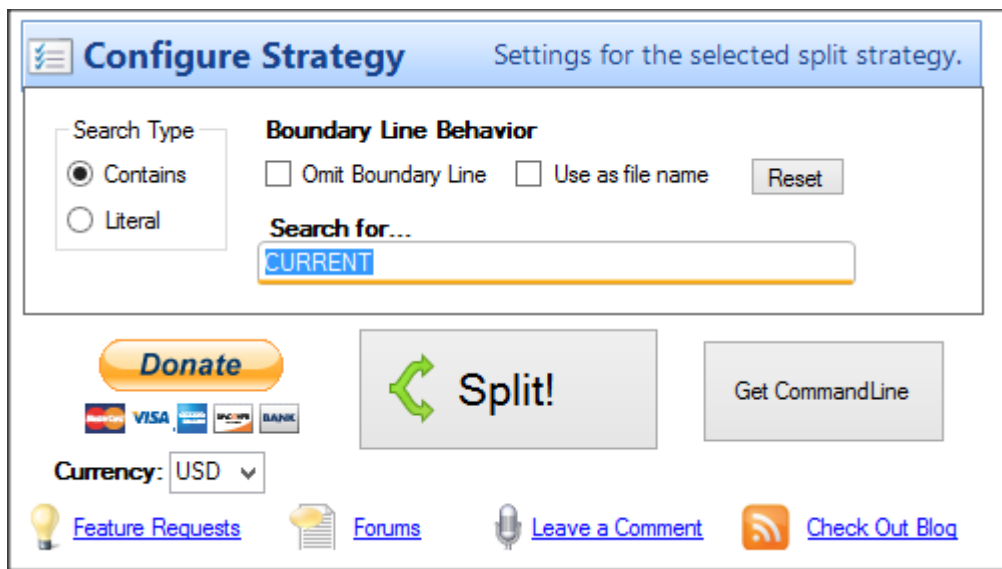 Configure Strategy Settings for the selected split strategy.
Search Type
Contains
Literal
Boundary Line Behavior
Omit Boundary Line Use as file name Reset
Search for...
CURRENT
Donate
VISA BANK
Split!
Get CommandLine
Currency: USD
Feature Requests Forums Leave a Comment Check Out Blog